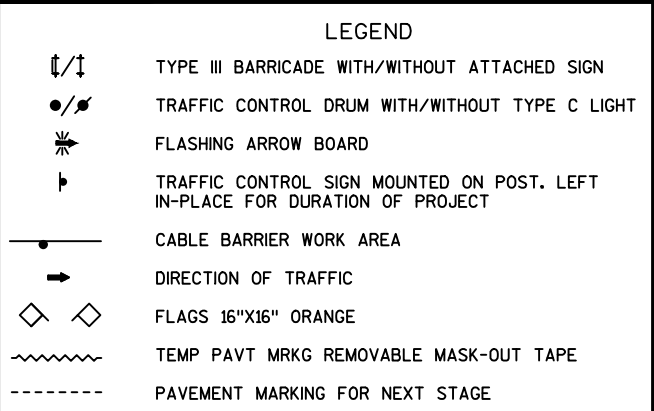 LEGEND
TYPE III BARRICADE WITH/WITHOUT ATTACHED SIGN
TRAFFIC CONTROL DRUM WITH/WITHOUT TYPE C LIGHT
FLASHING ARROW BOARD
TRAFFIC CONTROL SIGN MOUNTED ON POST. LEFT
IN-PLACE FOR DURATION OF PROJECT
CABLE BARRIER WORK AREA
DIRECTION OF TRAFFIC
FLAGS 16"X16" ORANGE
TEMP PAVT MRKG REMOVABLE MASK-OUT TAPE
PAVEMENT MARKING FOR NEXT STAGE